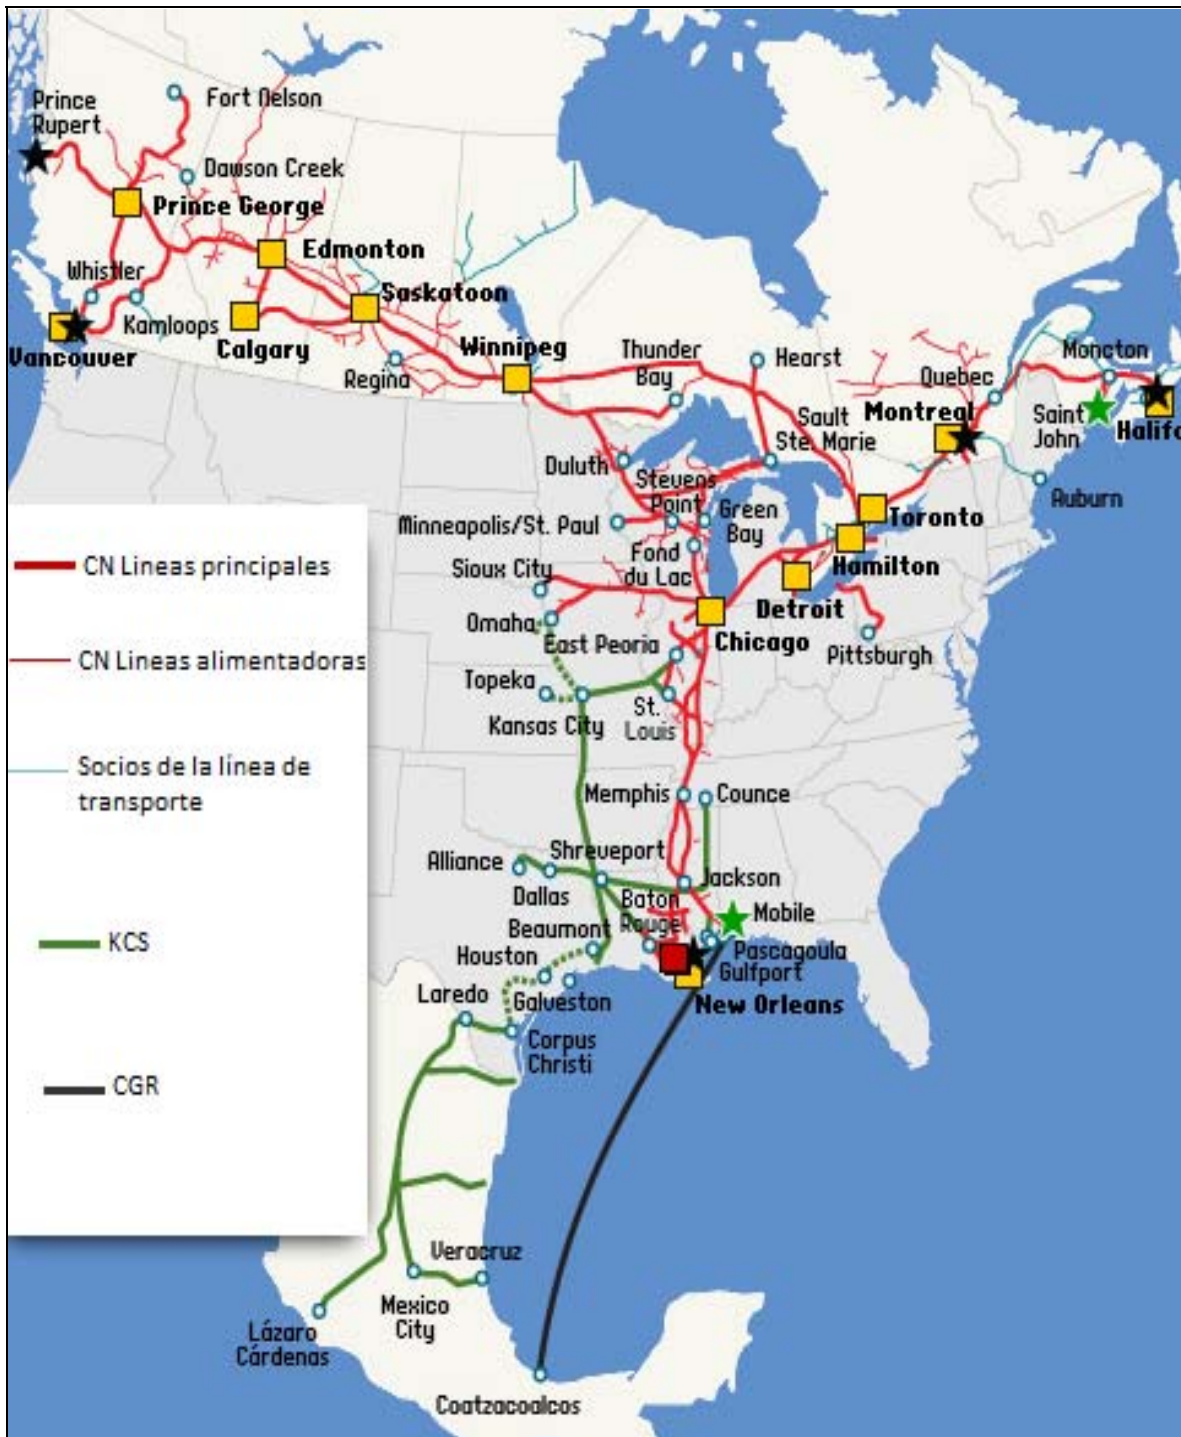 Prince
Rupert
Fort Nelson
Dawson Creek
Prince George
Edmonton
Whistler
Saskatoon
Kamloops
Vancouver
Calgary
Regina
Winnipeg
Thunder
Bay
Hearst
Moncton
Quebec
Sault
Ste. Marie
Montreal
Saint
John
Halifa
Duluth
Stevens
Point
Auburn
Minneapolis/St. Paul
Green
Bay
Toronto
Fond
du Lac
Hamilton
Sioux City
Detroit
Omaha
Chicago
East Peoria
Pittsburgh
Topeka
Kansas City
St.
Louis
Memphis
Counce
Shreveport
Alliance
Dallas
Jackson
Baton
Rouge
Mobile
Beaumont
Pascagoula
Houston
Gulfport
Laredo
Galveston
New Orleans
Corpus
Christi
Veracruz
Mexico
City
Lázaro
Cárdenas
Coatzacoalcos
CN Lineas principales
CN Lineas alimentadoras
Socios de la línea de
transporte
KCS
CGR